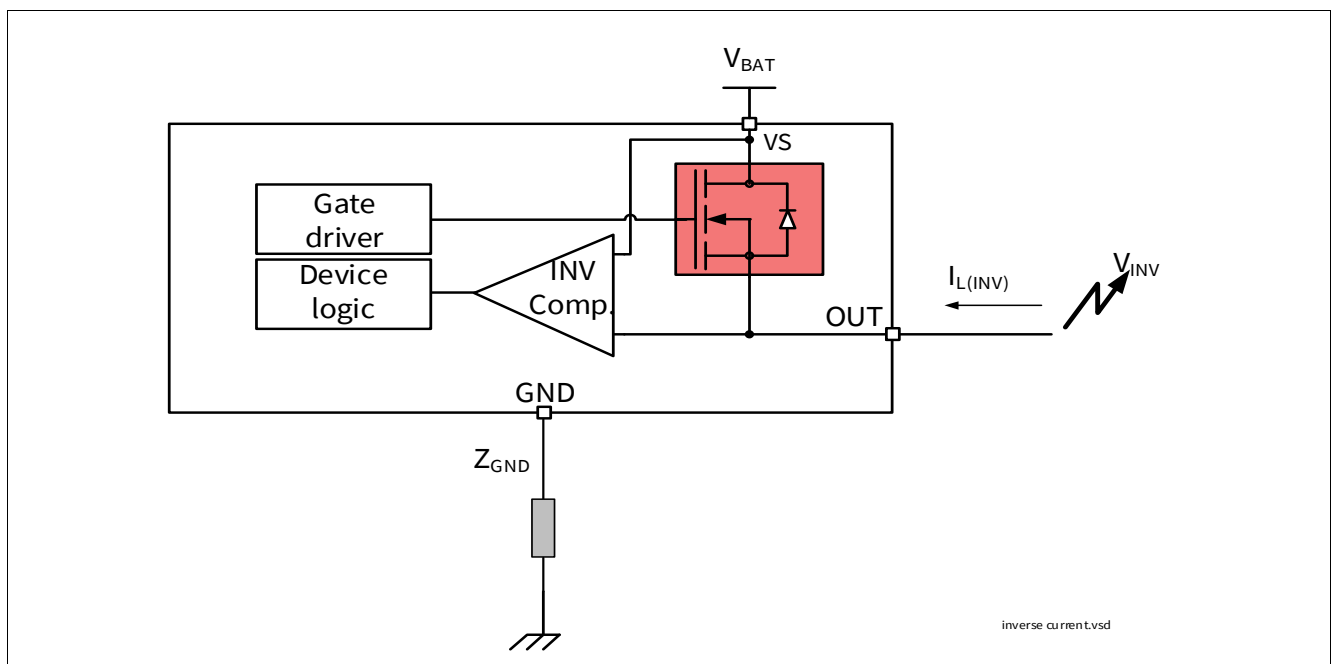 VBAT
VS
Gate
driver
Device
logic
INV
Comp.
OUT
IL(INV)
VINV
GND
ZGND
inverse current.vsd